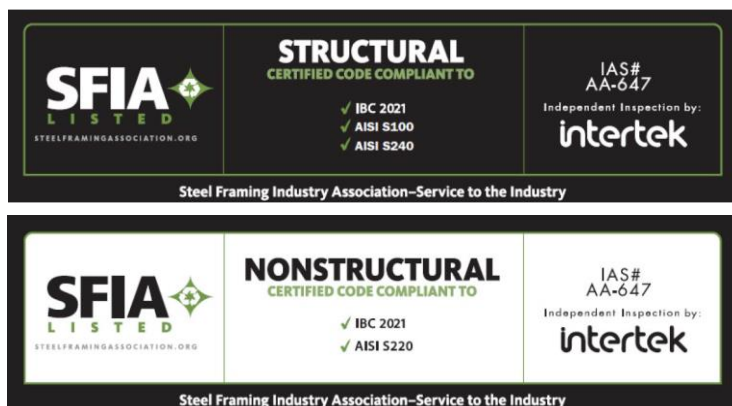 SFIA
LISTED
STEELFRAMINGASSOCIATION.ORG
STRUCTURAL
CERTIFIED CODE COMPLIANT TO
✓ IBC 2021
✓ AISI S100
✓ AISI S240
IAS#
AA-647
Independent Inspection by:
intertek
Steel Framing Industry Association–Service to the Industry
SFIA
LISTED
STEELFRAMINGASSOCIATION.ORG
NONSTRUCTURAL
CERTIFIED CODE COMPLIANT TO
✓ IBC 2021
✓ AISI S220
IAS#
AA-647
Independent Inspection by:
intertek
Steel Framing Industry Association–Service to the Industry